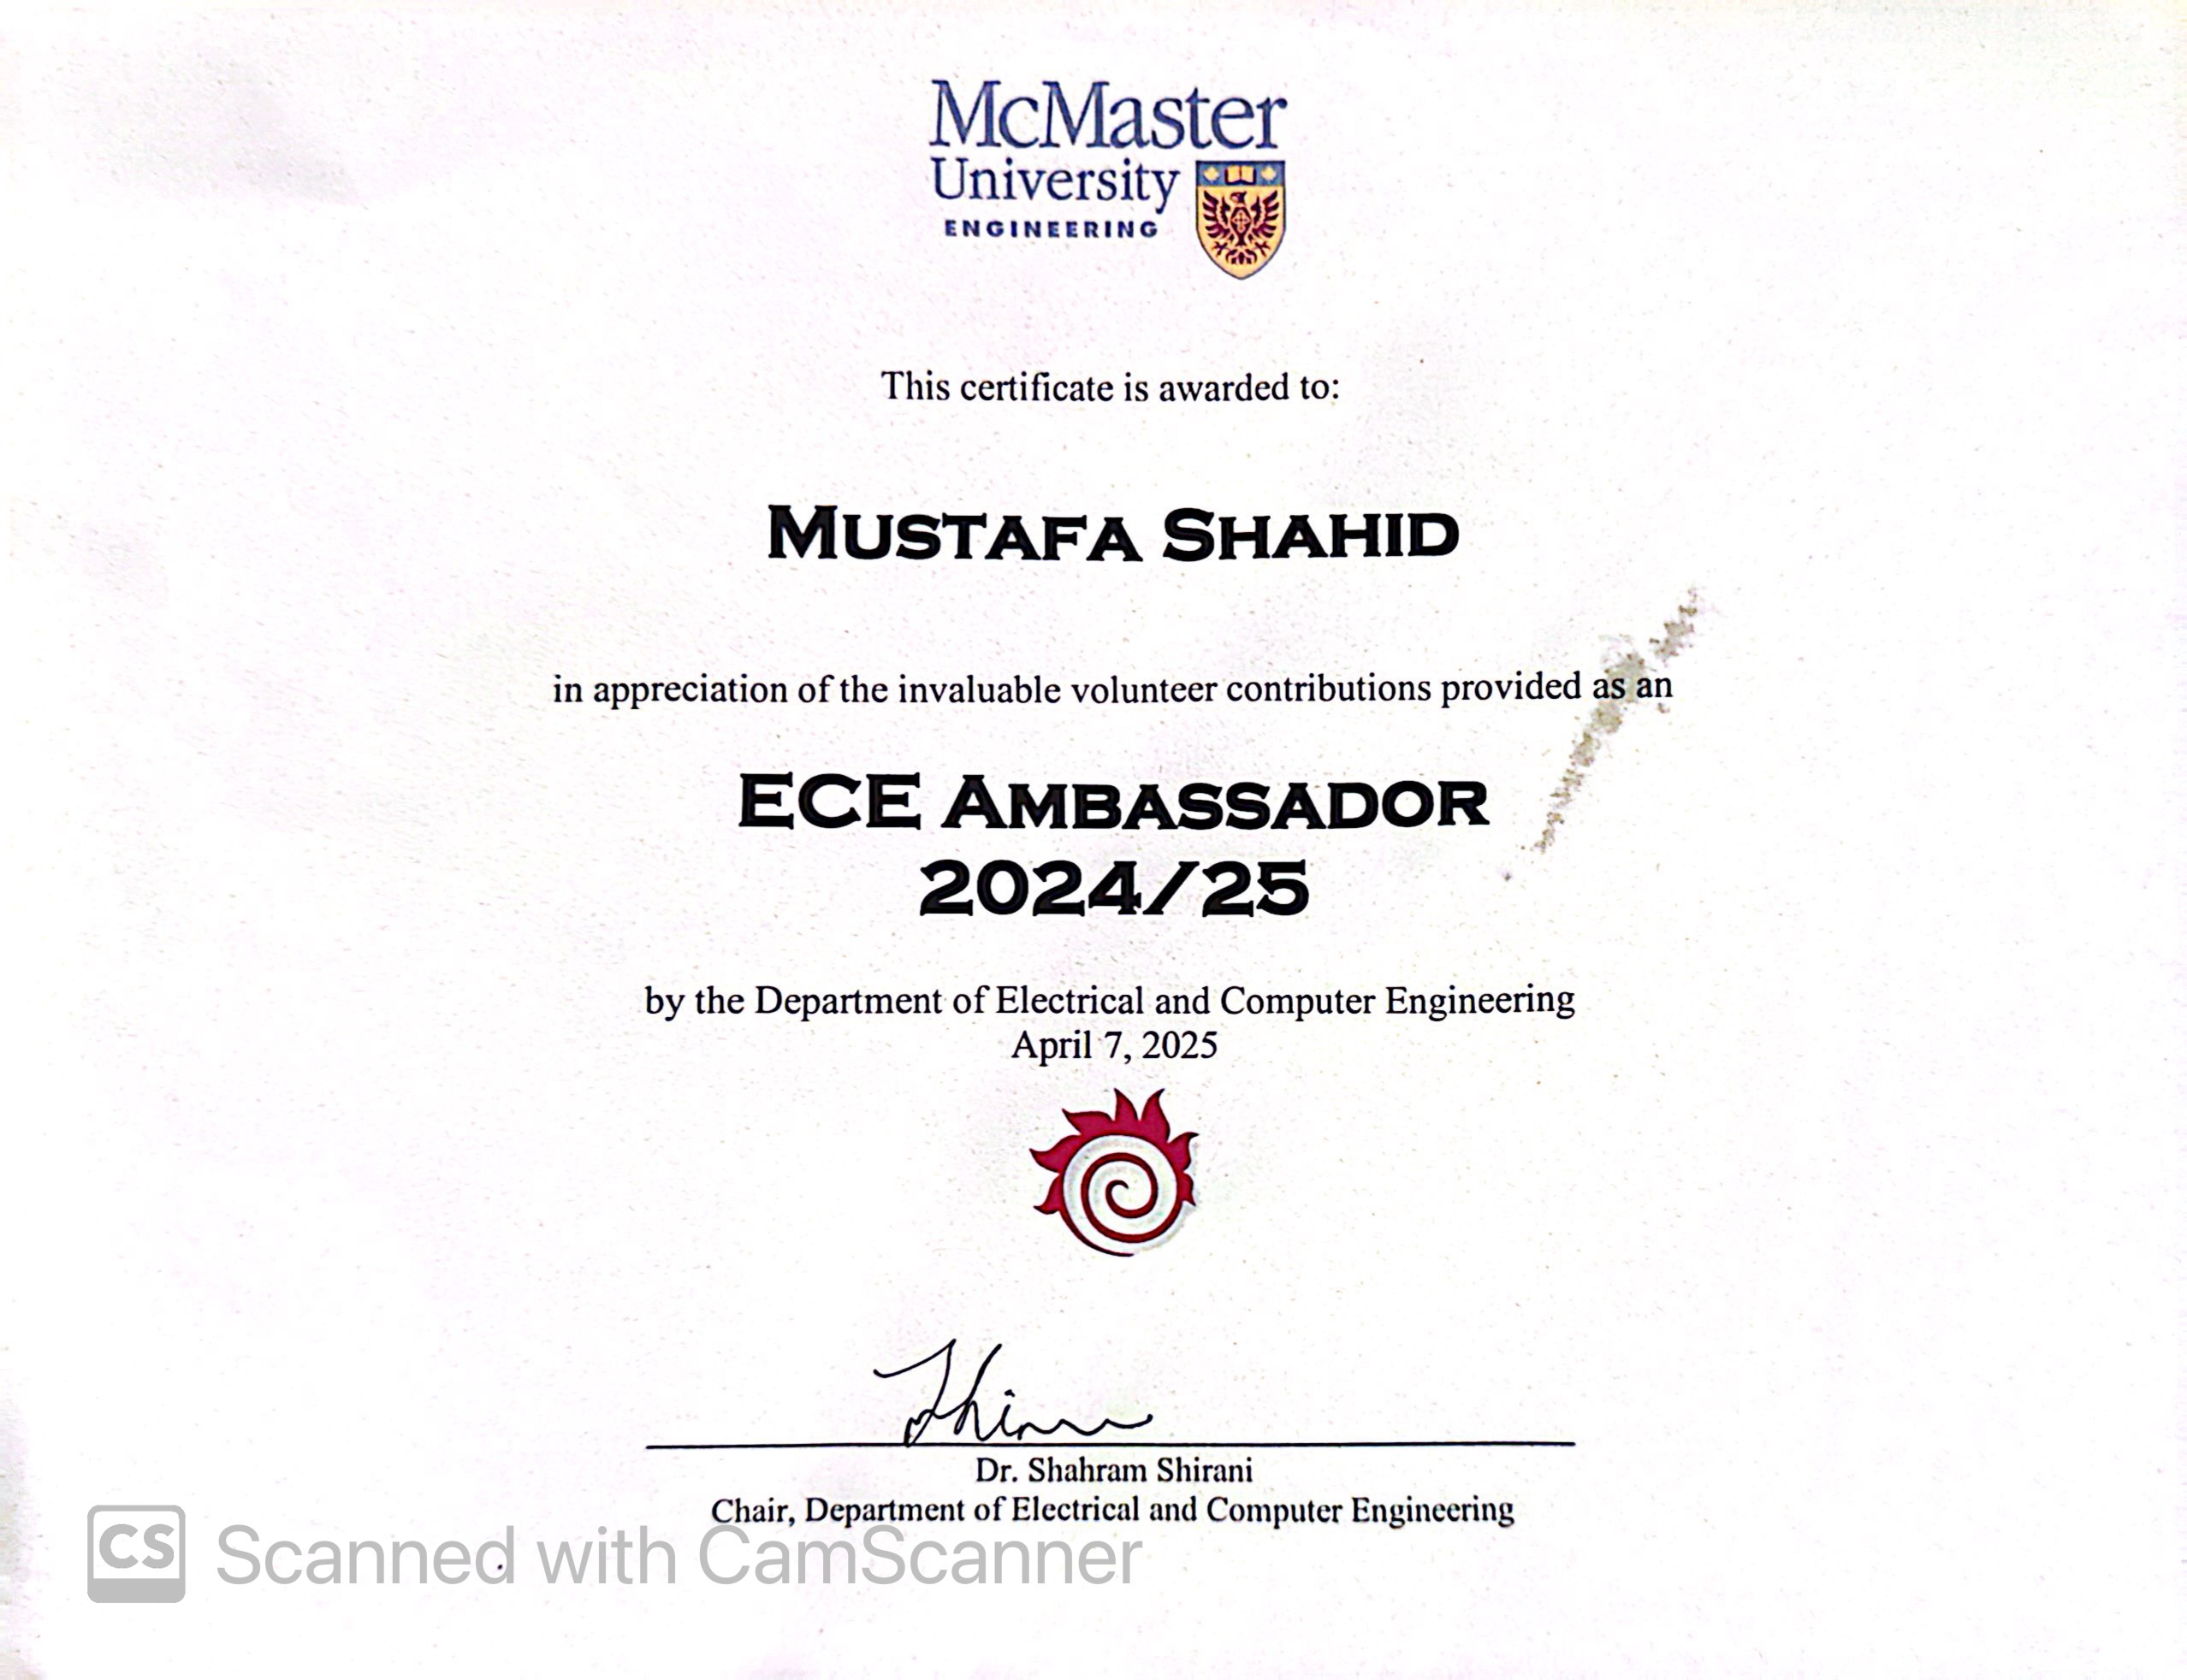 McMaster
University
ENGINEERING
This certificate is awarded to:
MUSTAFA SHAHID
in appreciation of the invaluable volunteer contributions provided as an
ECE AMBASSADOR
2024/25
by the Department of Electrical and Computer Engineering
April 7, 2025
Dr. Shahram Shirani
Chair, Department of Electrical and Computer Engineering
CS Scanned with CamScanner